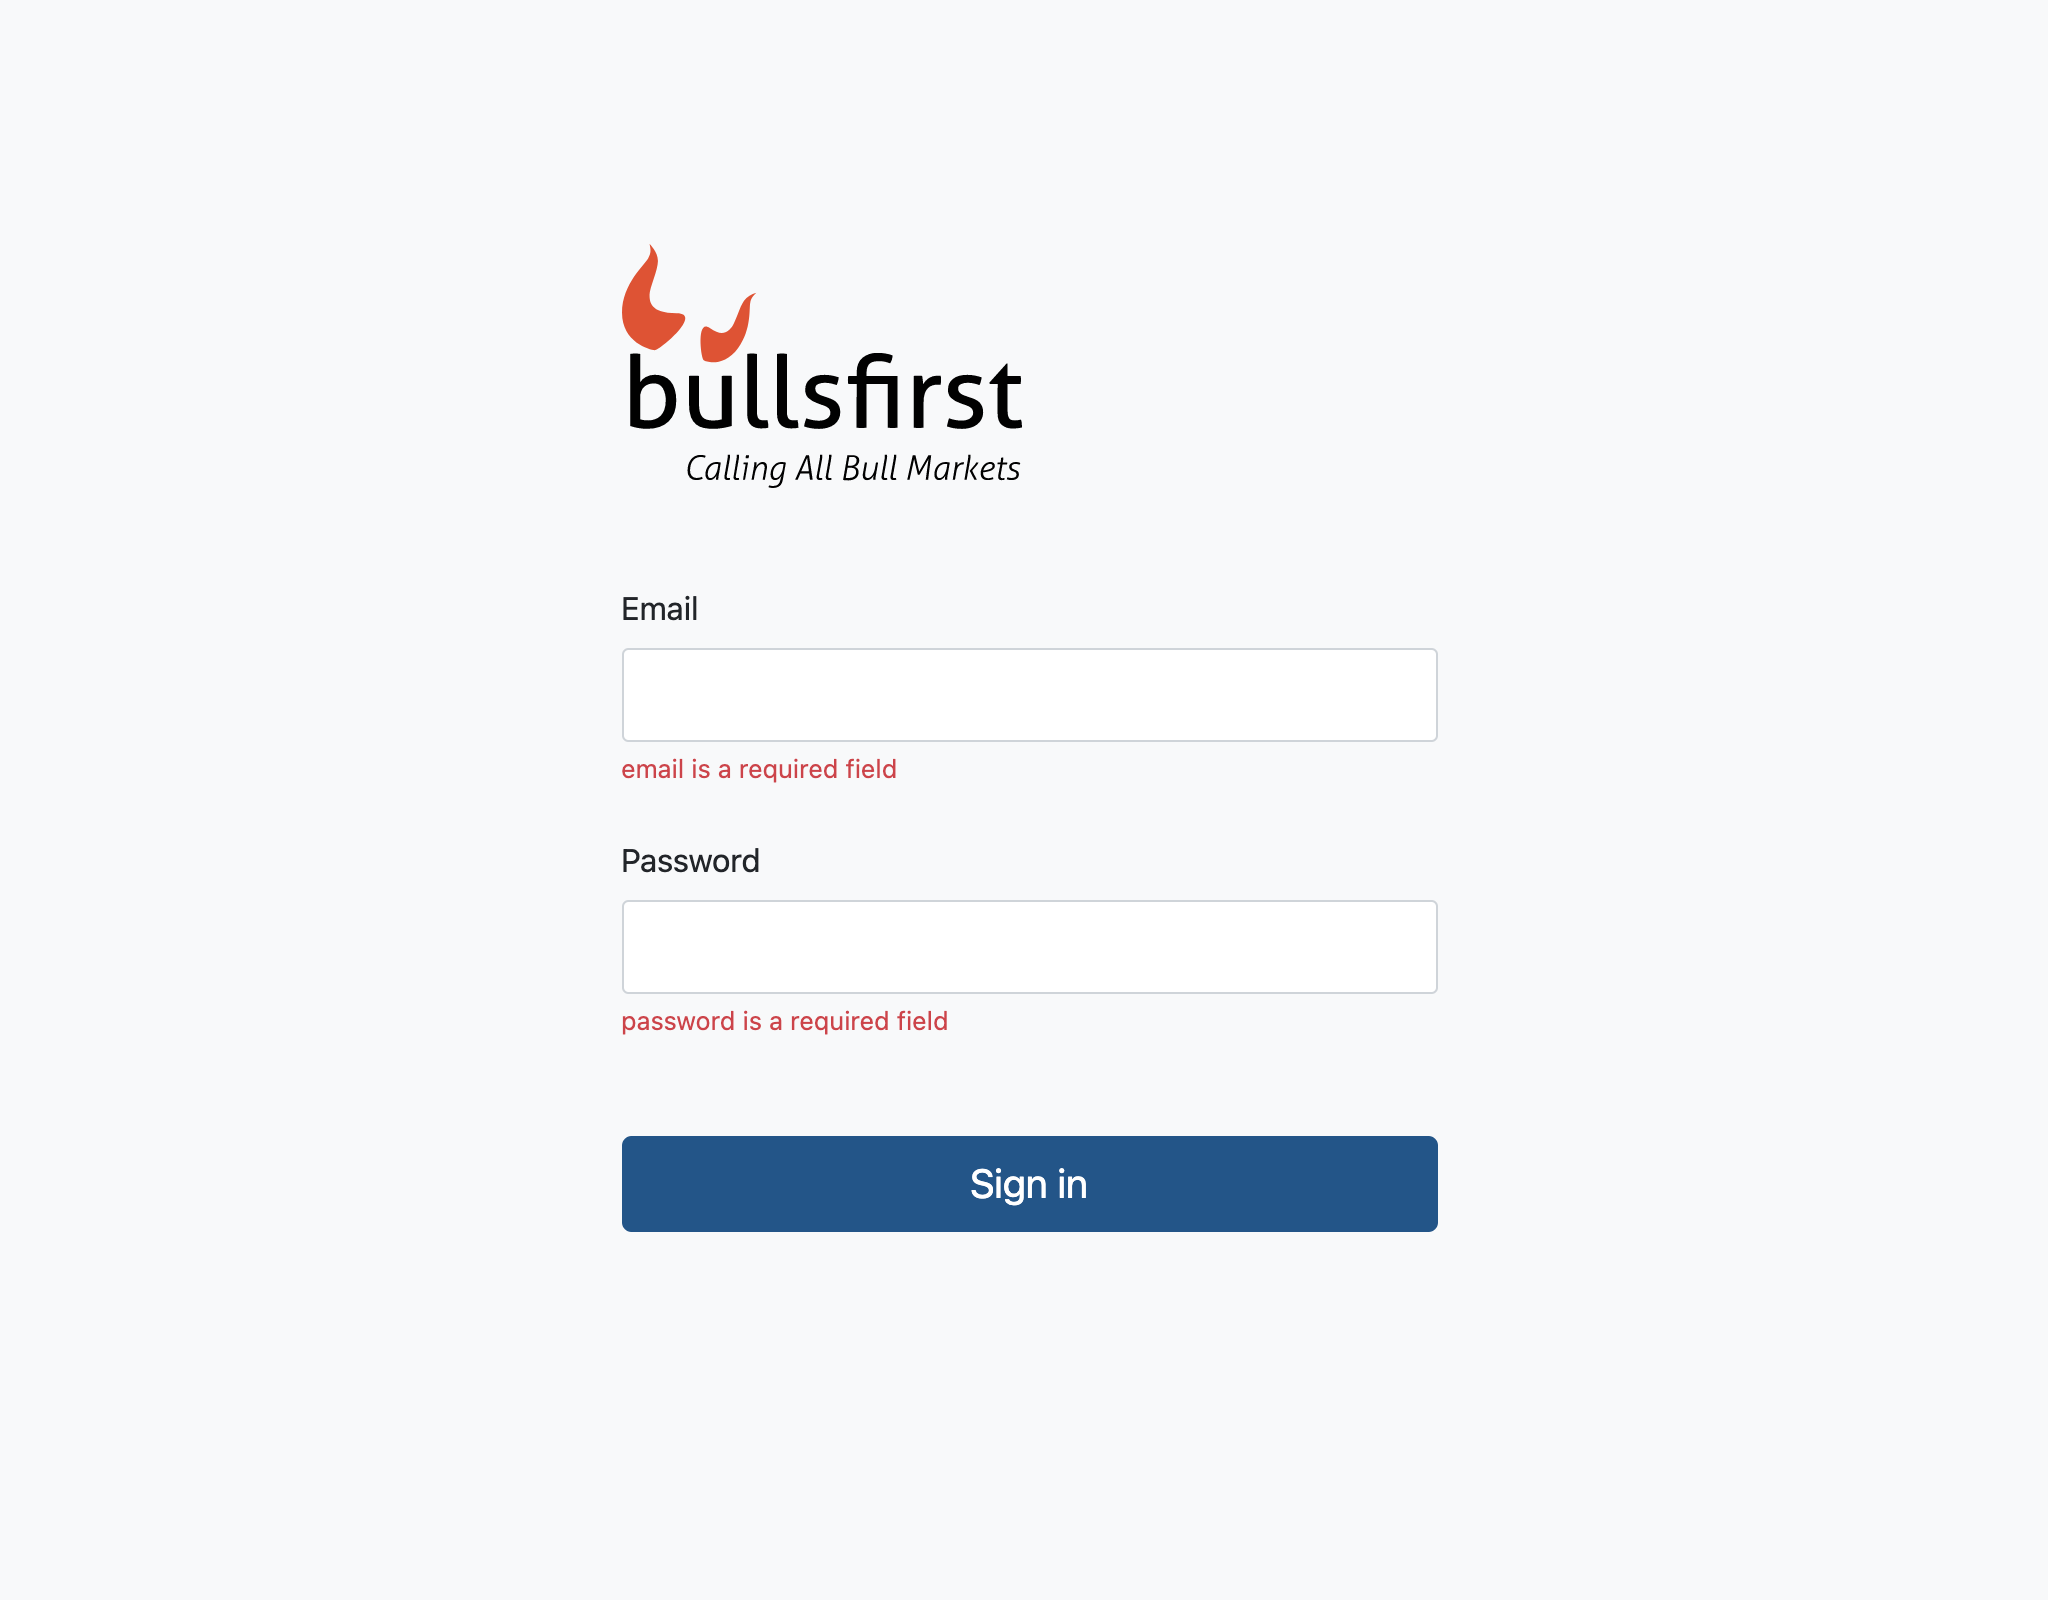 bullsfirst
Calling All Bull Markets
Email
email is a required field
Password
password is a required field
Sign in